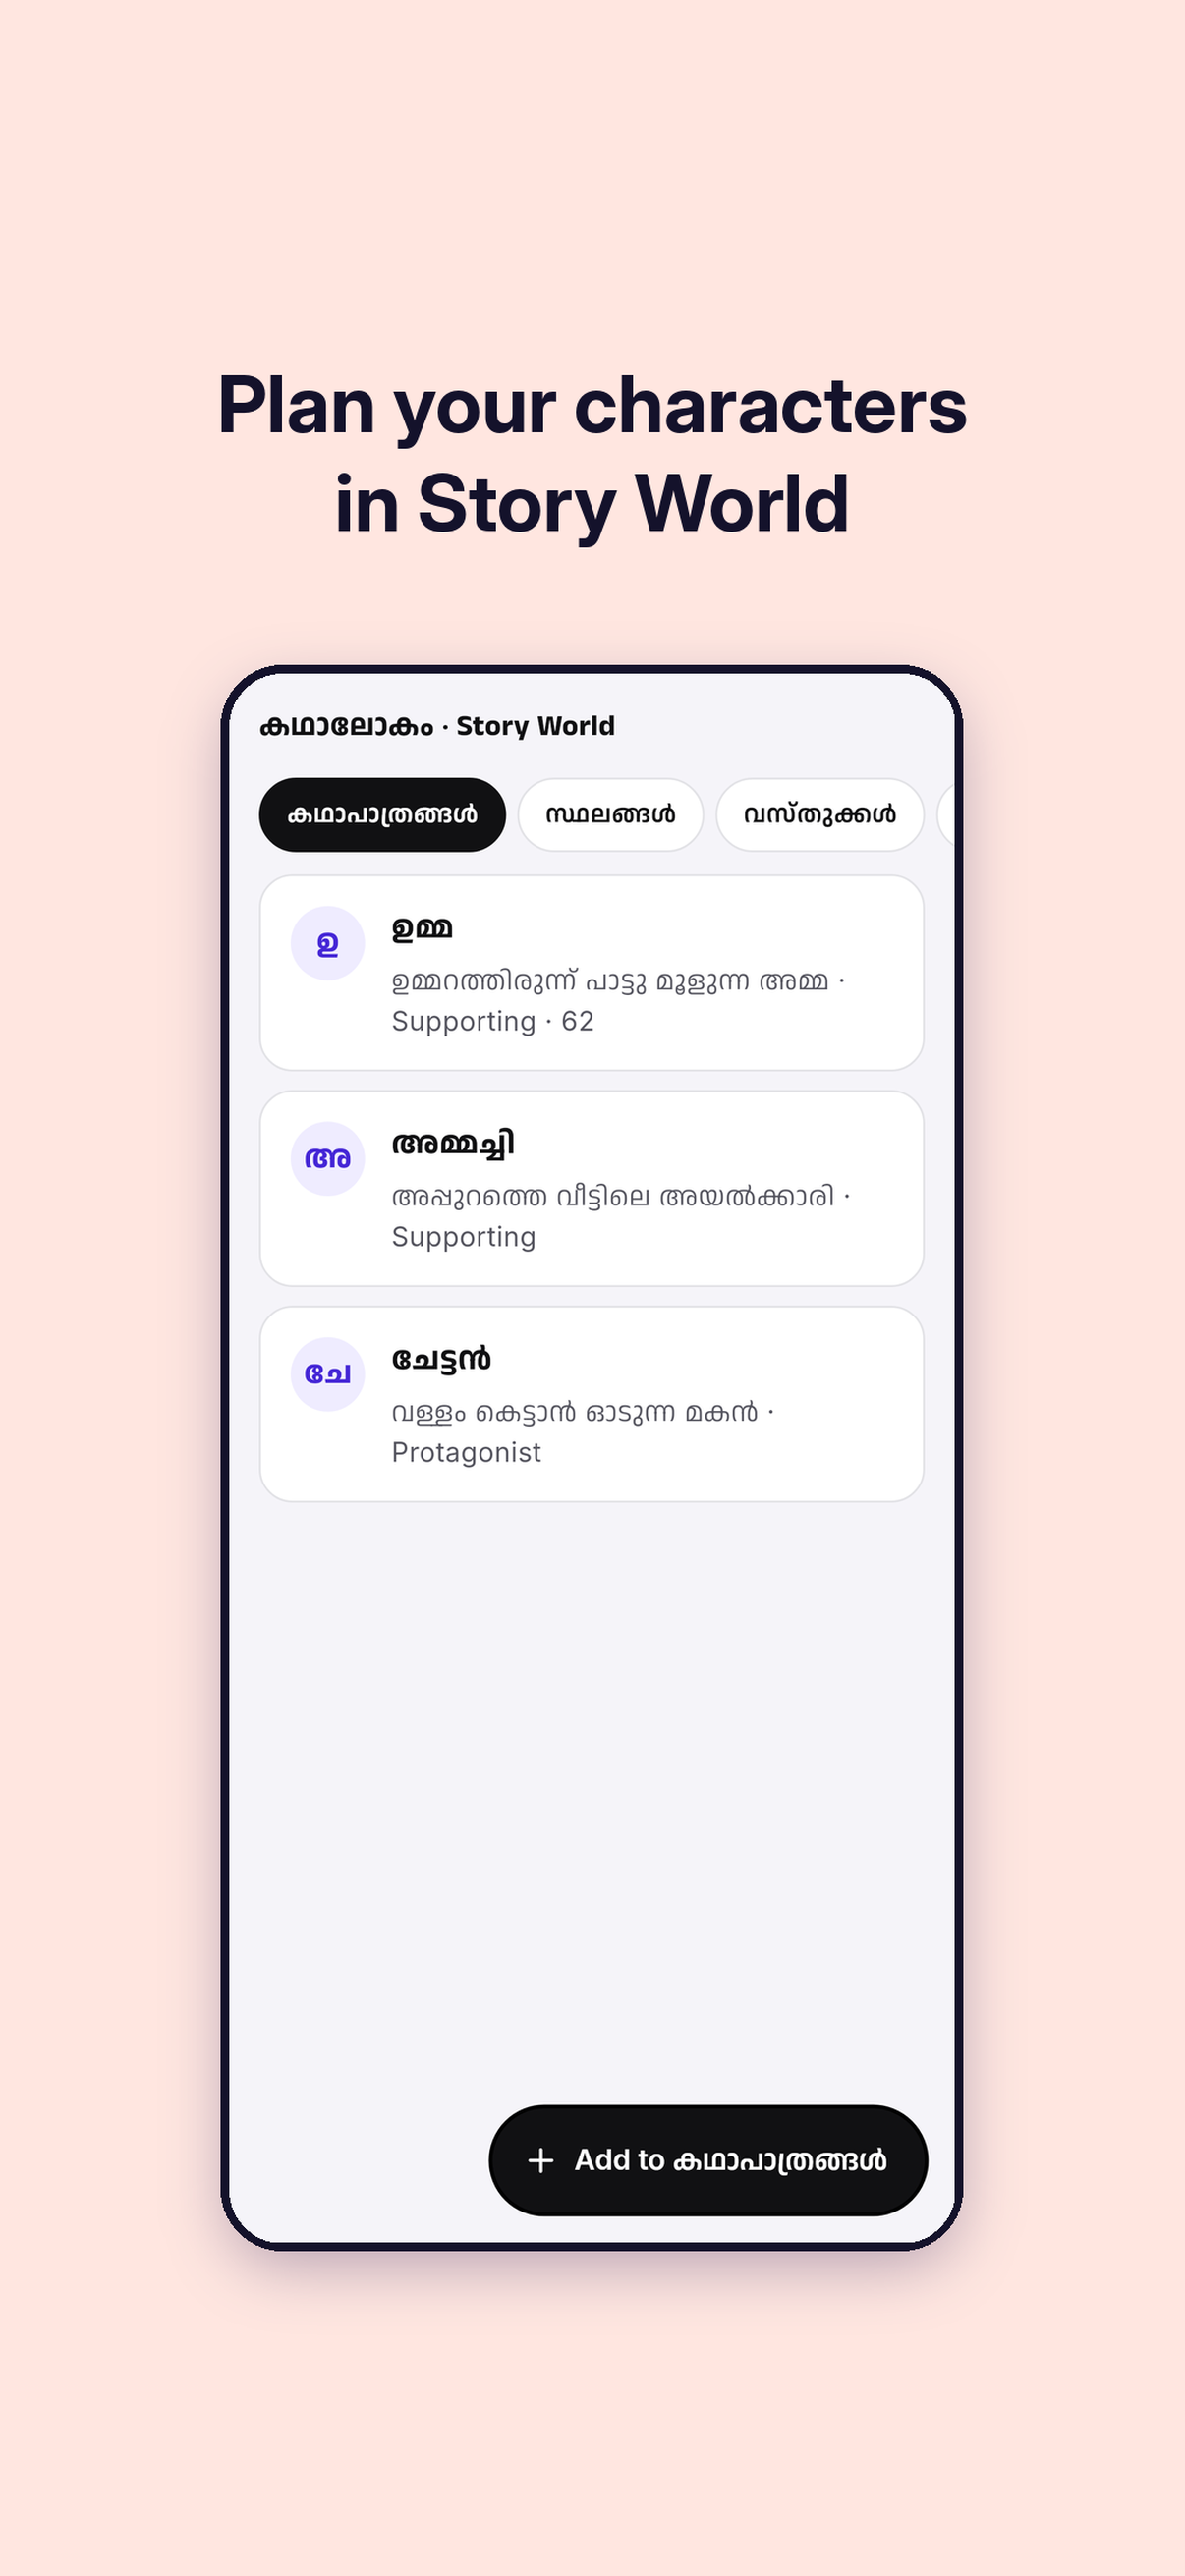 Plan your characters
in Story World
കഥാലോകം · Story World
കഥാപാത്രങ്ങൾ
സ്ഥലങ്ങൾ
വസ്തുക്കൾ
ഉ
ഉമ്മ
ഉമ്മറത്തിരുന്ന് പാട്ടു മൂളുന്ന അമ്മ ·
Supporting · 62
അ
അമ്മച്ചി
അപ്പുറത്തെ വീട്ടിലെ അയൽക്കാരി ·
Supporting
ചേ
ചേട്ടൻ
വള്ളം കെട്ടാൻ ഓടുന്ന മകൻ ·
Protagonist
+ Add to കഥാപാത്രങ്ങൾ